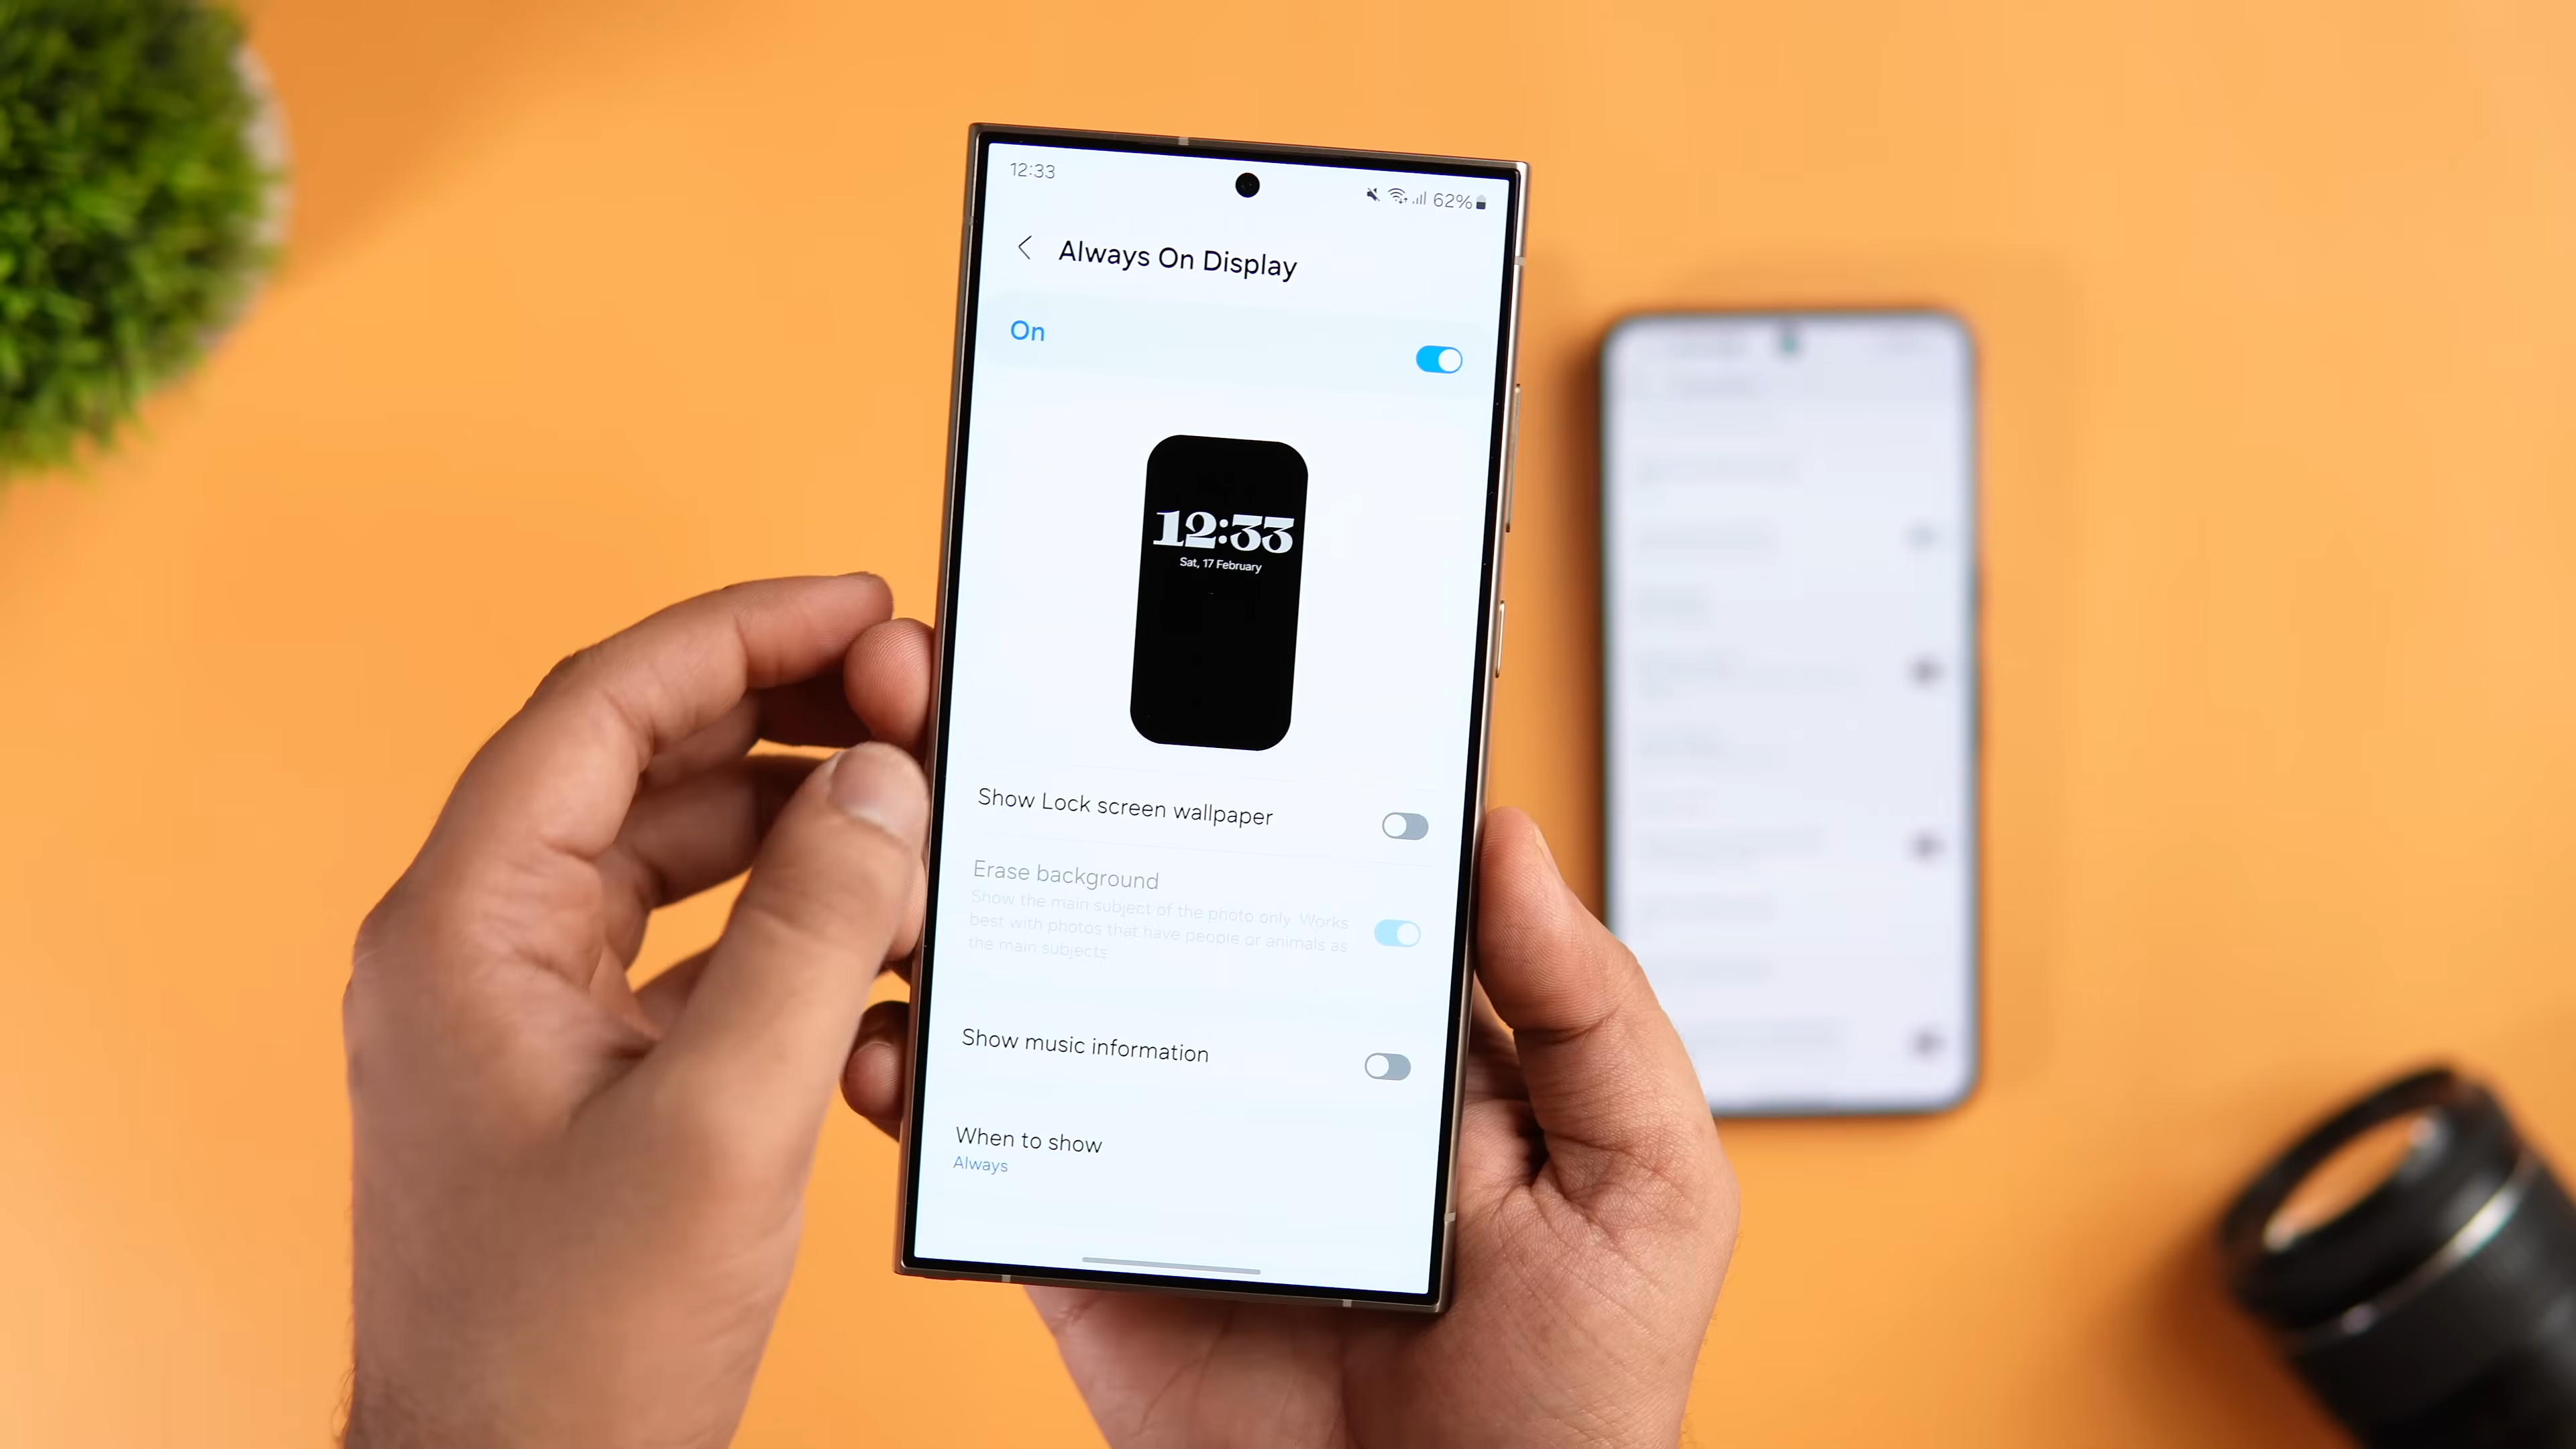 12:33
62%
Always On Display
On
12:33
Sat, 17 February
Show Lock screen wallpaper
Erase background
Show the main subject of the photo only. Works
best with photos that have people or animals as
the main subjects
Show music information
When to show
Always